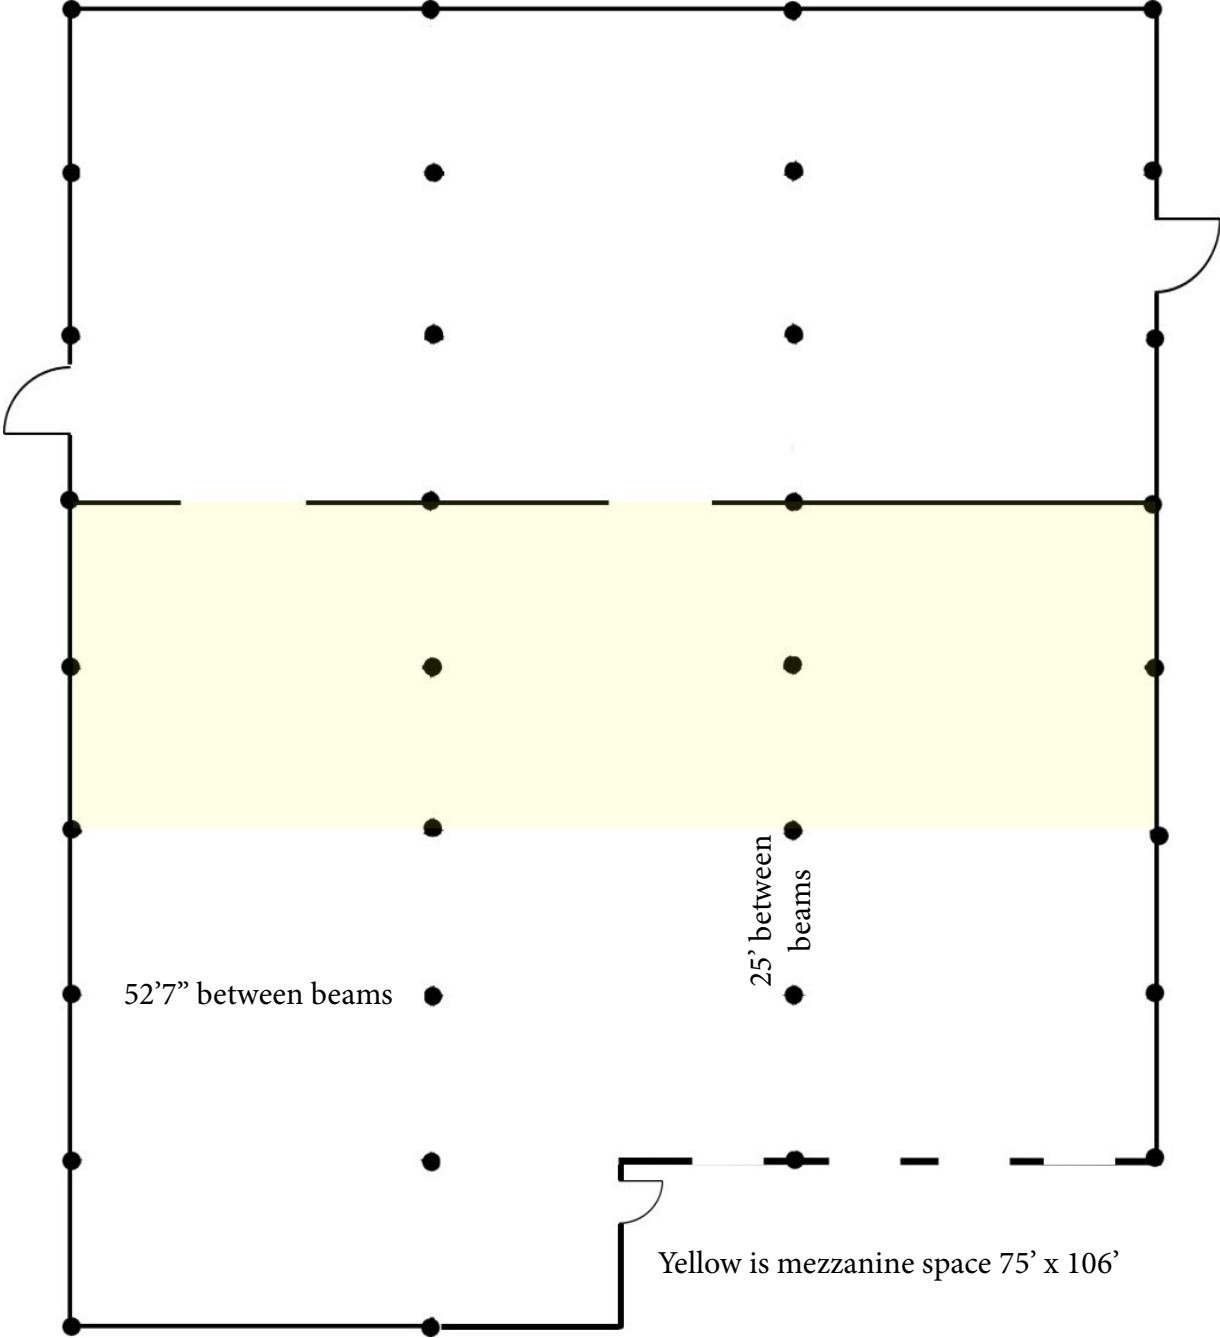 25’ between
beams
52’7” between beams
Yellow is mezzanine space 75’ x 106’